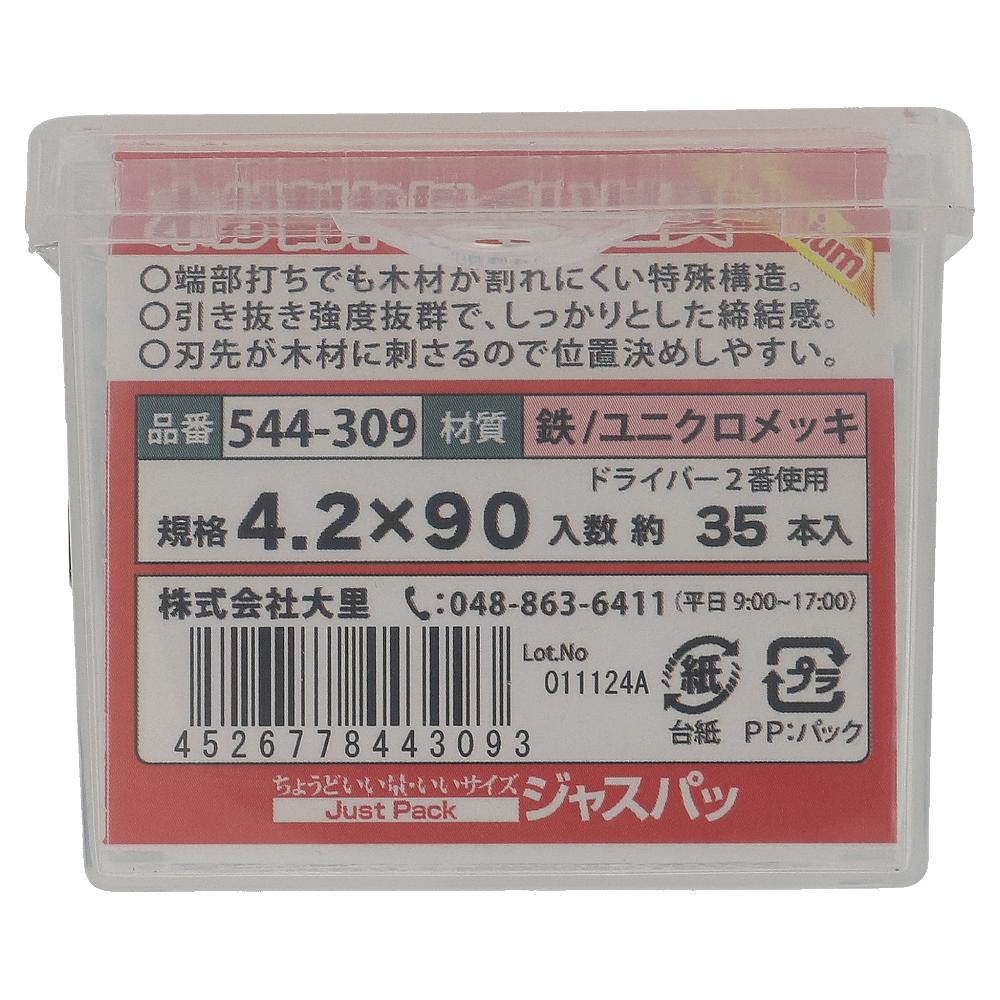 ○端部打ちでも木材が割れにくい特殊構造。
○引き抜き強度抜群で、しっかりとした締結感。
○刃先が木材に刺さるので位置決めしやすい。
品番 544-309 材質 鉄/ユニクロメッキ
ドライバー2番使用
規格 4.2×90 入数 約 35 本入
株式会社大里 :048-863-6411(平日9:00~17:00)
Lot.No
011124A
紙 プラ
台紙 PP:パック
4526778443093
ちょうどいい量・いいサイズ
Just Pack ジャスパッ